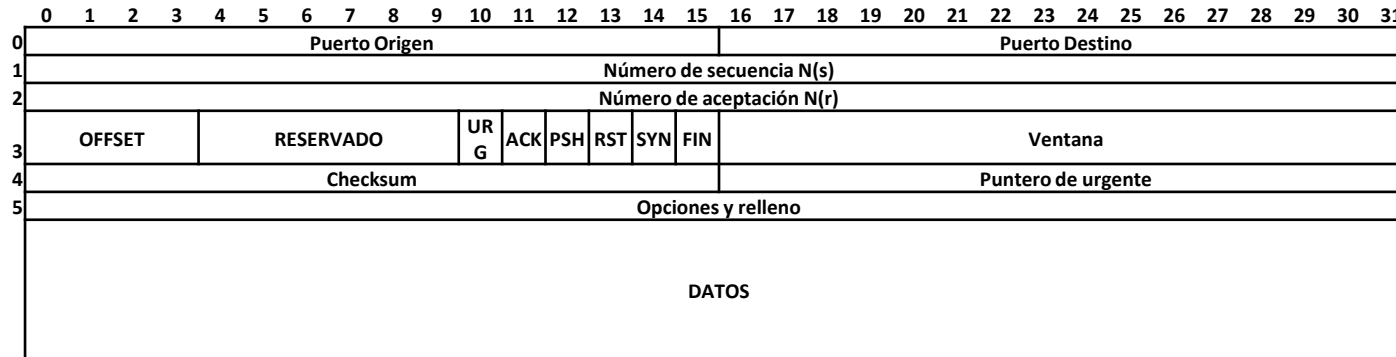 0 1 2 3 4 5 6 7 8 9 10 11 12 13 14 15 16 17 18 19 20 21 22 23 24 25 26 27 28 29 30 31
0 Puerto Origen Puerto Destino
1 Número de secuencia N(s)
2 Número de aceptación N(r)
3 OFFSET RESERVADO UR G ACK PSH RST SYN FIN Ventana
4 Checksum Puntero de urgente
5 Opciones y relleno
DATOS